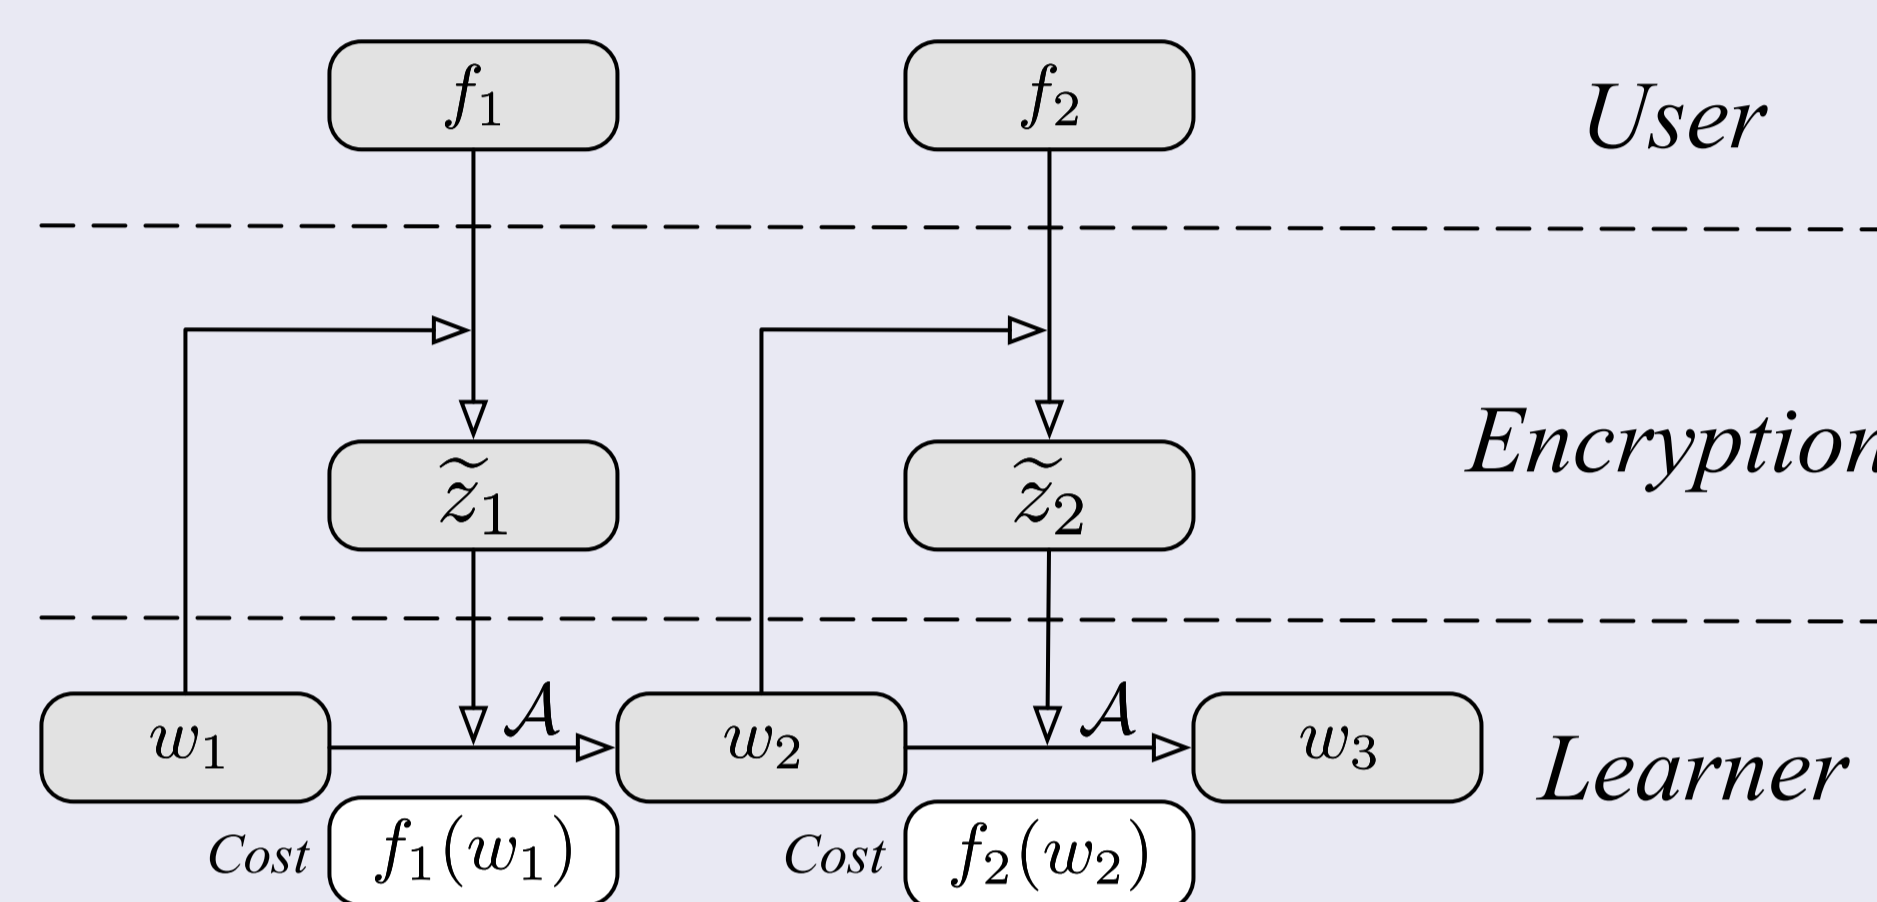 f₁ f₂ User
z̃₁ z̃₂ Encryption
𝒜 𝒜
w₁ w₂ w₃ Learner
Cost f₁(w₁) Cost f₂(w₂)